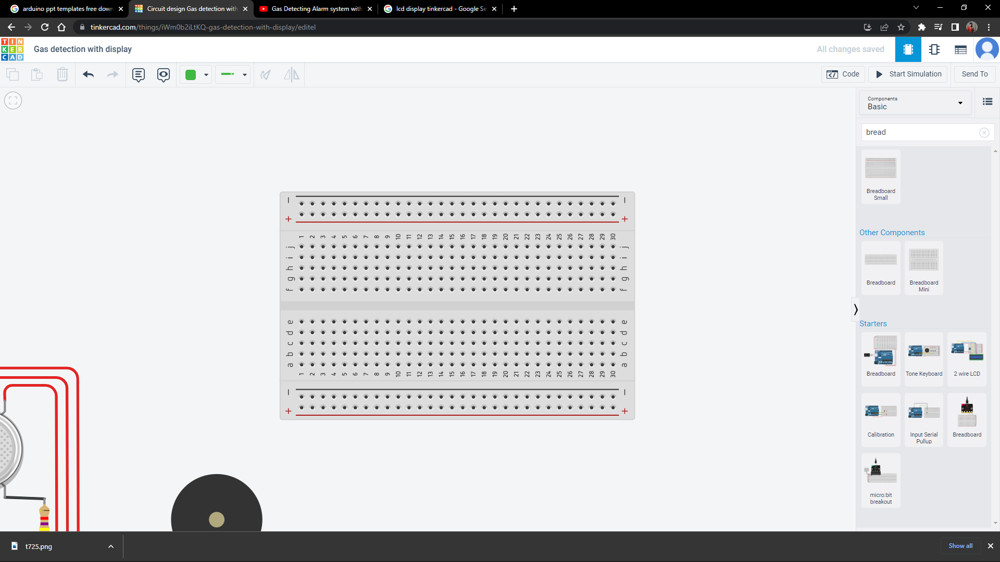 arduino ppt templates free down
Circuit design Gas detection with
Gas Detecting Alarm system with
lcd display tinkercad - Google Se
tinkercad.com/things/iWm0b2iLtKQ-gas-detection-with-display/editel
TIN
KER
CAD
Gas detection with display
All changes saved
Code
Start Simulation
Send To
Components
Basic
bread
Breadboard
Small
Other Components
Breadboard
Breadboard
Mini
Starters
Breadboard
Tone Keyboard
2 wire LCD
Calibration
Input Serial
Pullup
Breadboard
micro:bit
breakout
1 2 3 4 5 6 7 8 9 10 11 12 13 14 15 16 17 18 19 20 21 22 23 24 25 26 27 28 29 30
j j
i i
h h
g g
f f
e e
d d
c c
b b
a a
1 2 3 4 5 6 7 8 9 10 11 12 13 14 15 16 17 18 19 20 21 22 23 24 25 26 27 28 29 30
t725.png
Show all